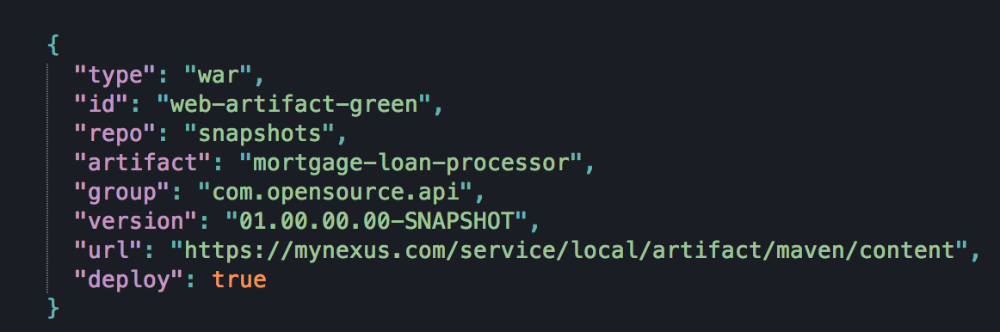 {
"type": "war",
"id": "web-artifact-green",
"repo": "snapshots",
"artifact": "mortgage-loan-processor",
"group": "com.opensource.api",
"version": "01.00.00.00-SNAPSHOT",
"url": "https://mynexus.com/service/local/artifact/maven/content",
"deploy": true
}